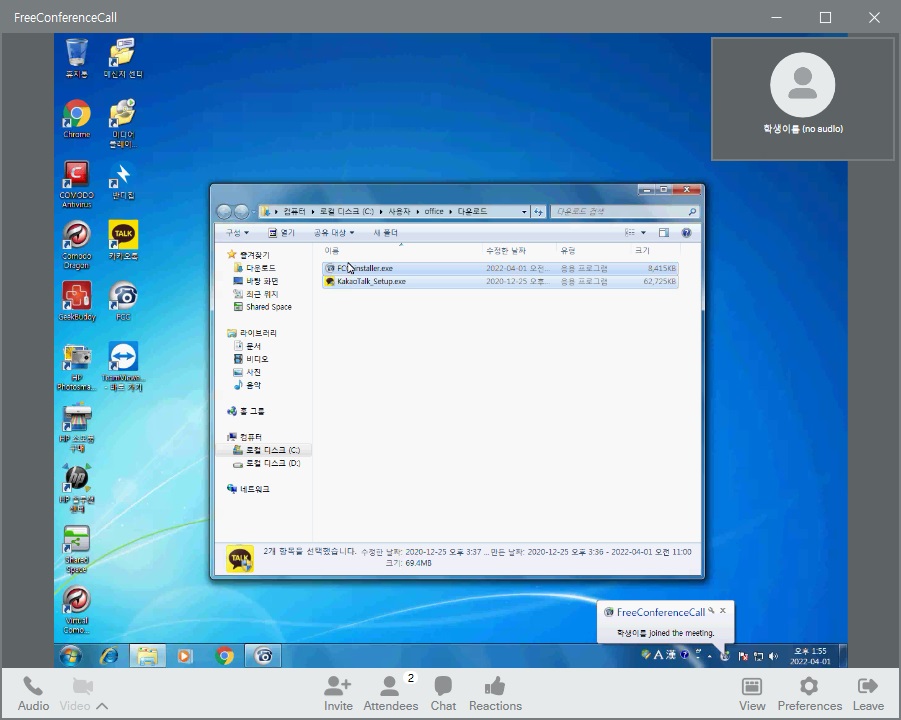 FreeConferenceCall
휴지통
메신저 센터
Chrome
미디어
플레이...
COMODO
Antivirus
반디집
Comodo
Dragon
TALK
카카오톡
GeekBuddy
FCC
HP
Photosma...
TeamViewer
- 바로 가기
HP 소모품
구매
HP 솔루션
센터
Shared
Space
Virtual
Como...
학생이름 (no audio)
컴퓨터 ▸ 로컬 디스크 (C:) ▸ 사용자 ▸ office ▸ 다운로드
다운로드 검색
구성 열기 공유 대상 새 폴더
이름 수정한 날짜 유형 크기
2022-04-01 오전... 응용 프로그램 8,415KB
KakaoTalk_Setup.exe 2020-12-25 오후... 응용 프로그램 62,725KB
즐겨찾기
다운로드
바탕 화면
최근 위치
Shared Space
라이브러리
문서
비디오
사진
음악
홈 그룹
컴퓨터
로컬 디스크 (C:)
로컬 디스크 (D:)
네트워크
TALK
2개 항목을 선택했습니다. 수정한 날짜: 2020-12-25 오후 3:37 ... 만든 날짜: 2020-12-25 오후 3:36 - 2022-04-01 오전 11:00
크기: 69.4MB
FreeConferenceCall
학생이름 joined the meeting.
A 漢
오후 1:55
2022-04-01
Audio Video Invite Attendees 2 Chat Reactions View Preferences Leave